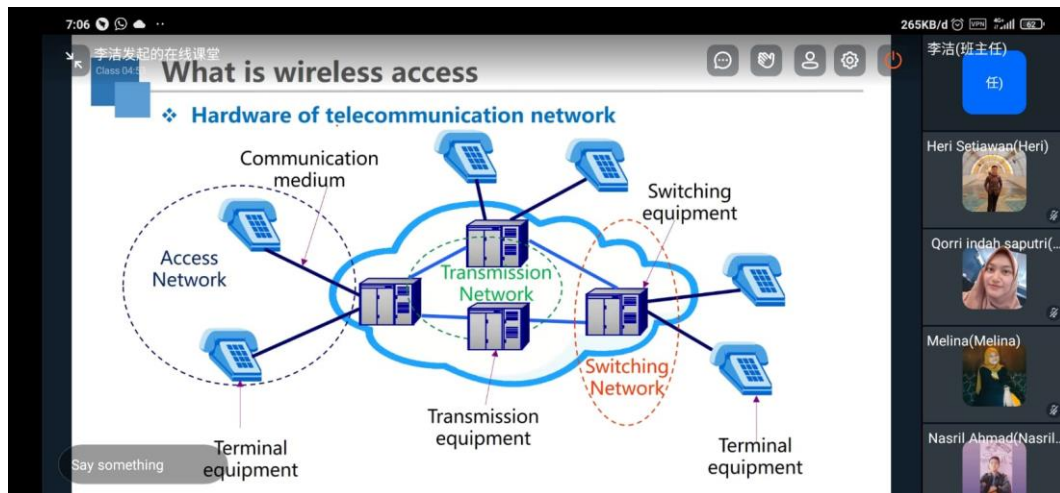 7:06
265KB/d VPN 4G+ 62
李洁发起的在线课堂
What is wireless access
❖ Hardware of telecommunication network
Communication
medium
Switching
equipment
Access
Network
Transmission
Network
Switching
Network
Transmission
equipment
Terminal
equipment
Terminal
equipment
Say something
李洁(班主任)
任)
Heri Setiawan(Heri)
Qorri indah saputri(...
Melina(Melina)
Nasril Ahmad(Nasril...